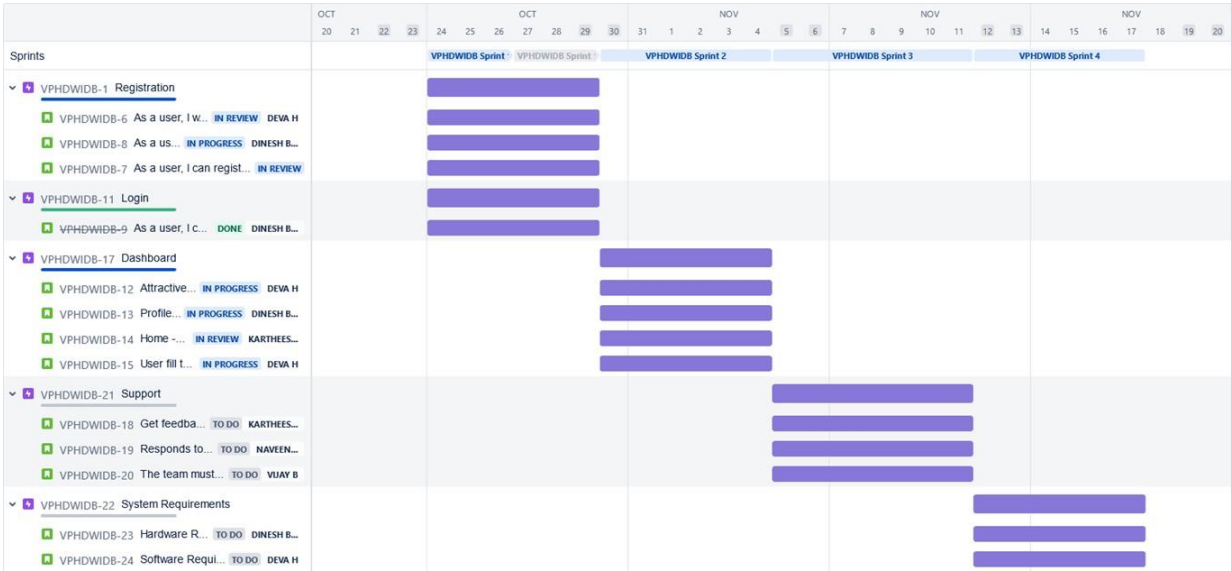 OCT OCT NOV NOV NOV
20 21 22 23 24 25 26 27 28 29 30 31 1 2 3 4 5 6 7 8 9 10 11 12 13 14 15 16 17 18 19 20
Sprints VPHDWIDB Sprint VPHDWIDB Sprint VPHDWIDB Sprint 2 VPHDWIDB Sprint 3 VPHDWIDB Sprint 4
VPHDWIDB-1 Registration
VPHDWIDB-6 As a user, I w... IN REVIEW DEVA H
VPHDWIDB-8 As a us... IN PROGRESS DINESH B...
VPHDWIDB-7 As a user, I can regist... IN REVIEW
VPHDWIDB-11 Login
VPHDWIDB-9 As a user, I c... DONE DINESH B...
VPHDWIDB-17 Dashboard
VPHDWIDB-12 Attractive... IN PROGRESS DEVA H
VPHDWIDB-13 Profile... IN PROGRESS DINESH B...
VPHDWIDB-14 Home -... IN REVIEW KARTHEES...
VPHDWIDB-15 User fill t... IN PROGRESS DEVA H
VPHDWIDB-21 Support
VPHDWIDB-18 Get feedba... TO DO KARTHEES...
VPHDWIDB-19 Responds to... TO DO NAVEEN...
VPHDWIDB-20 The team must... TO DO VIJAY B
VPHDWIDB-22 System Requirements
VPHDWIDB-23 Hardware R... TO DO DINESH B...
VPHDWIDB-24 Software Requi... TO DO DEVA H